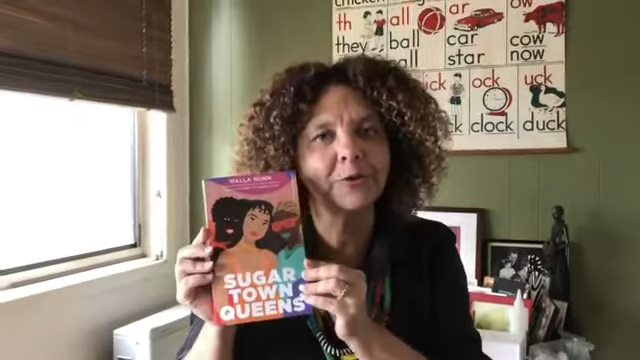 th
all
ar
ow
they
ball
car
cow
star
now
ick
ock
uck
clock
duck
MALLA NUNN
SUGAR
TOWN
QUEENS